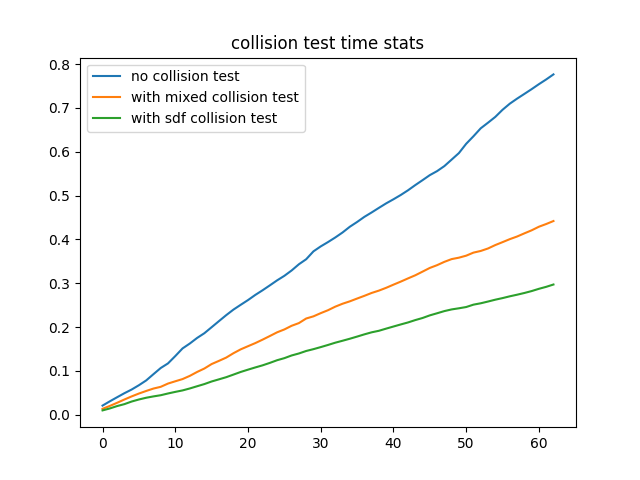 collision test time stats
no collision test
with mixed collision test
with sdf collision test
0.8
0.7
0.6
0.5
0.4
0.3
0.2
0.1
0.0
0 10 20 30 40 50 60